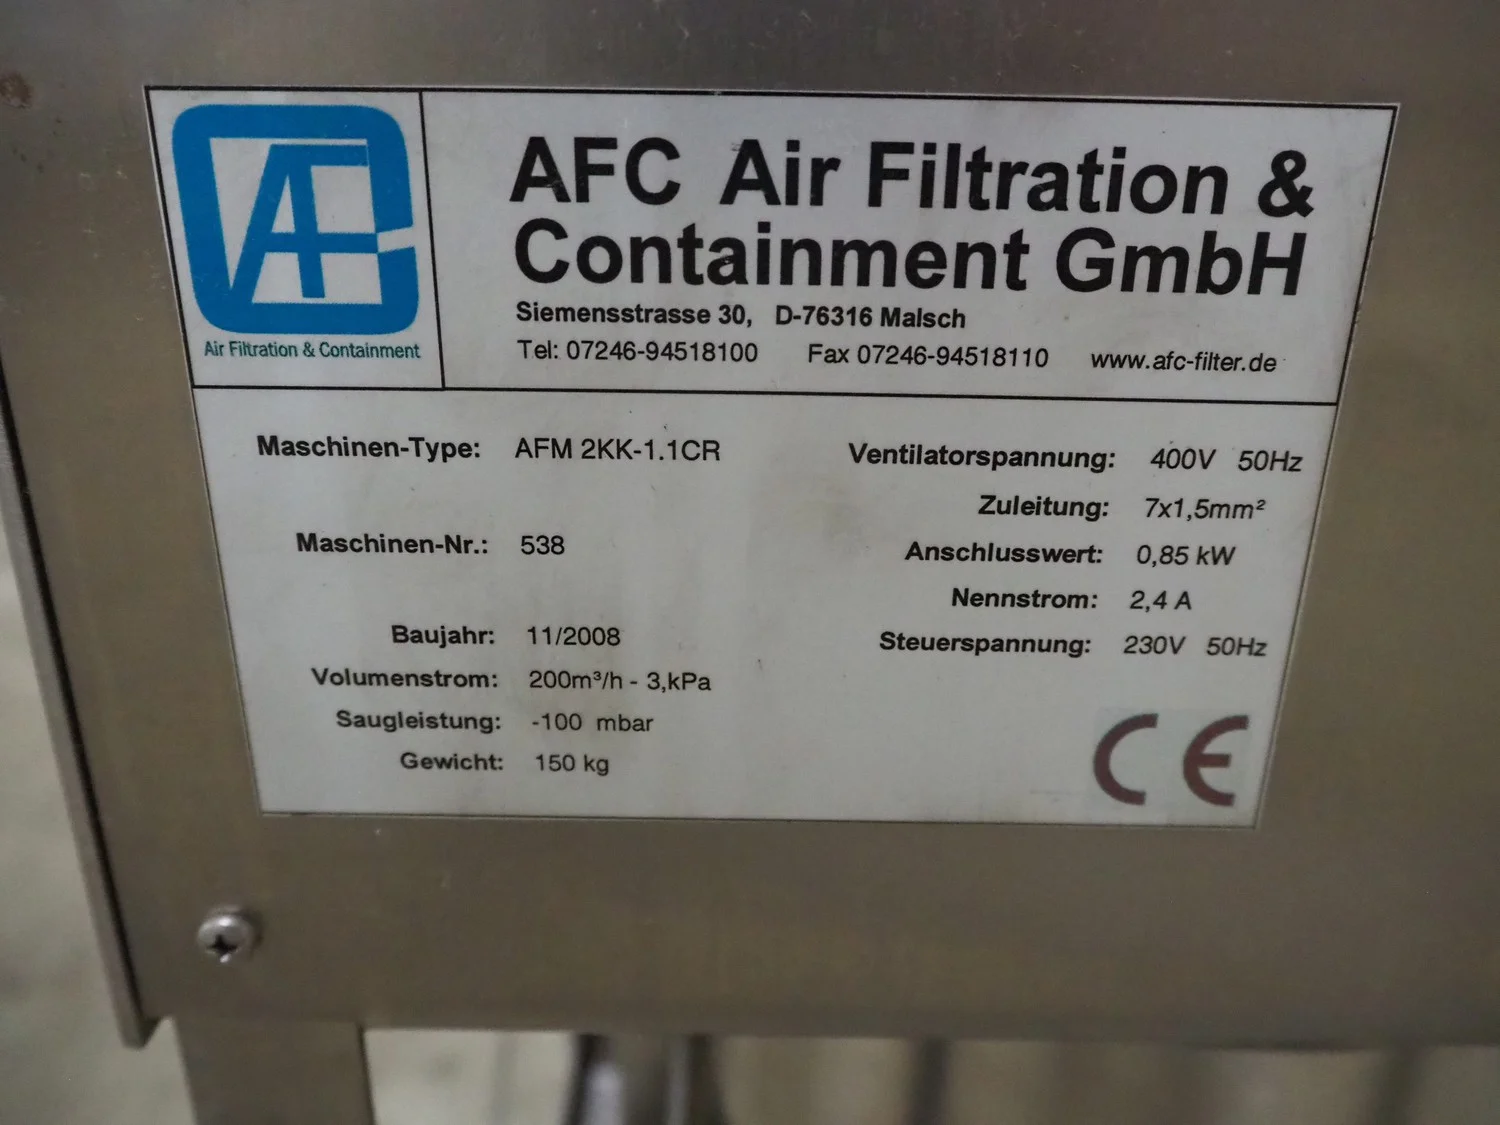 AFC
Air Filtration & Containment
AFC Air Filtration &
Containment GmbH
Siemensstrasse 30, D-76316 Malsch
Tel: 07246-94518100 Fax 07246-94518110 www.afc-filter.de
Maschinen-Type: AFM 2KK-1.1CR
Maschinen-Nr.: 538
Baujahr: 11/2008
Volumenstrom: 200m³/h - 3,kPa
Saugleistung: -100 mbar
Gewicht: 150 kg
Ventilatorspannung: 400V 50Hz
Zuleitung: 7x1,5mm²
Anschlusswert: 0,85 kW
Nennstrom: 2,4 A
Steuerspannung: 230V 50Hz
CE